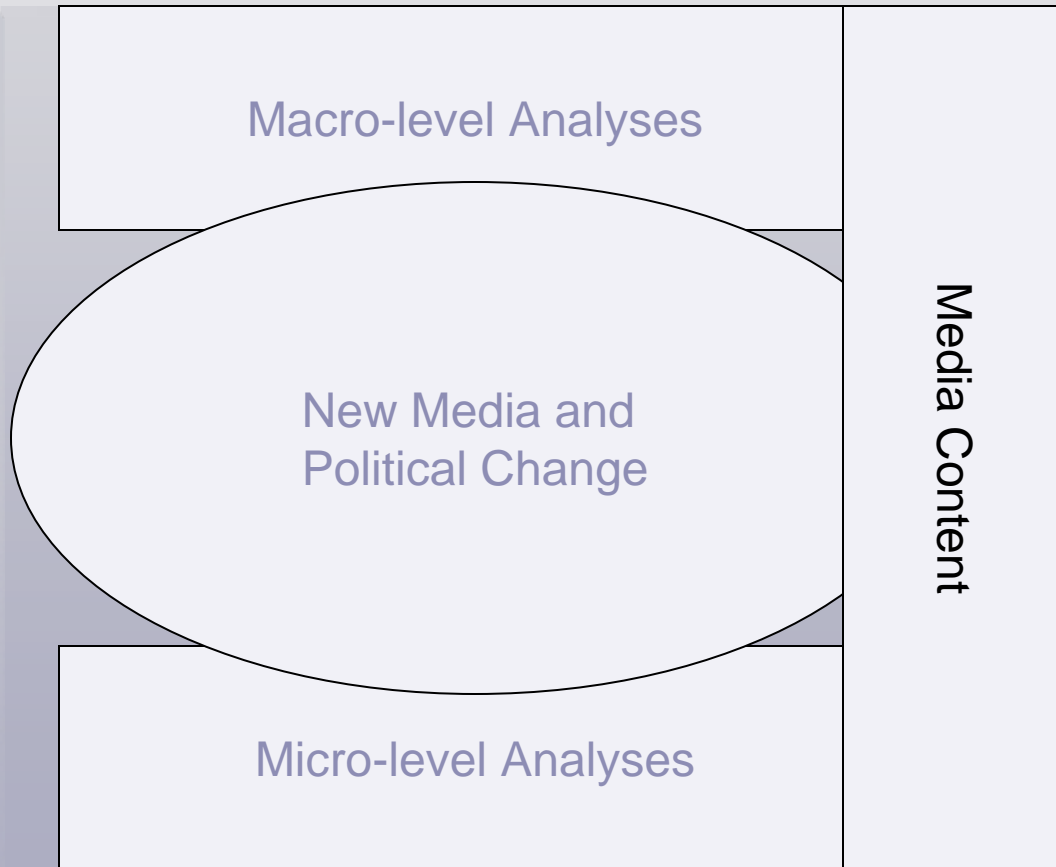 Macro-level Analyses
New Media and
Political Change
Media Content
Micro-level Analyses